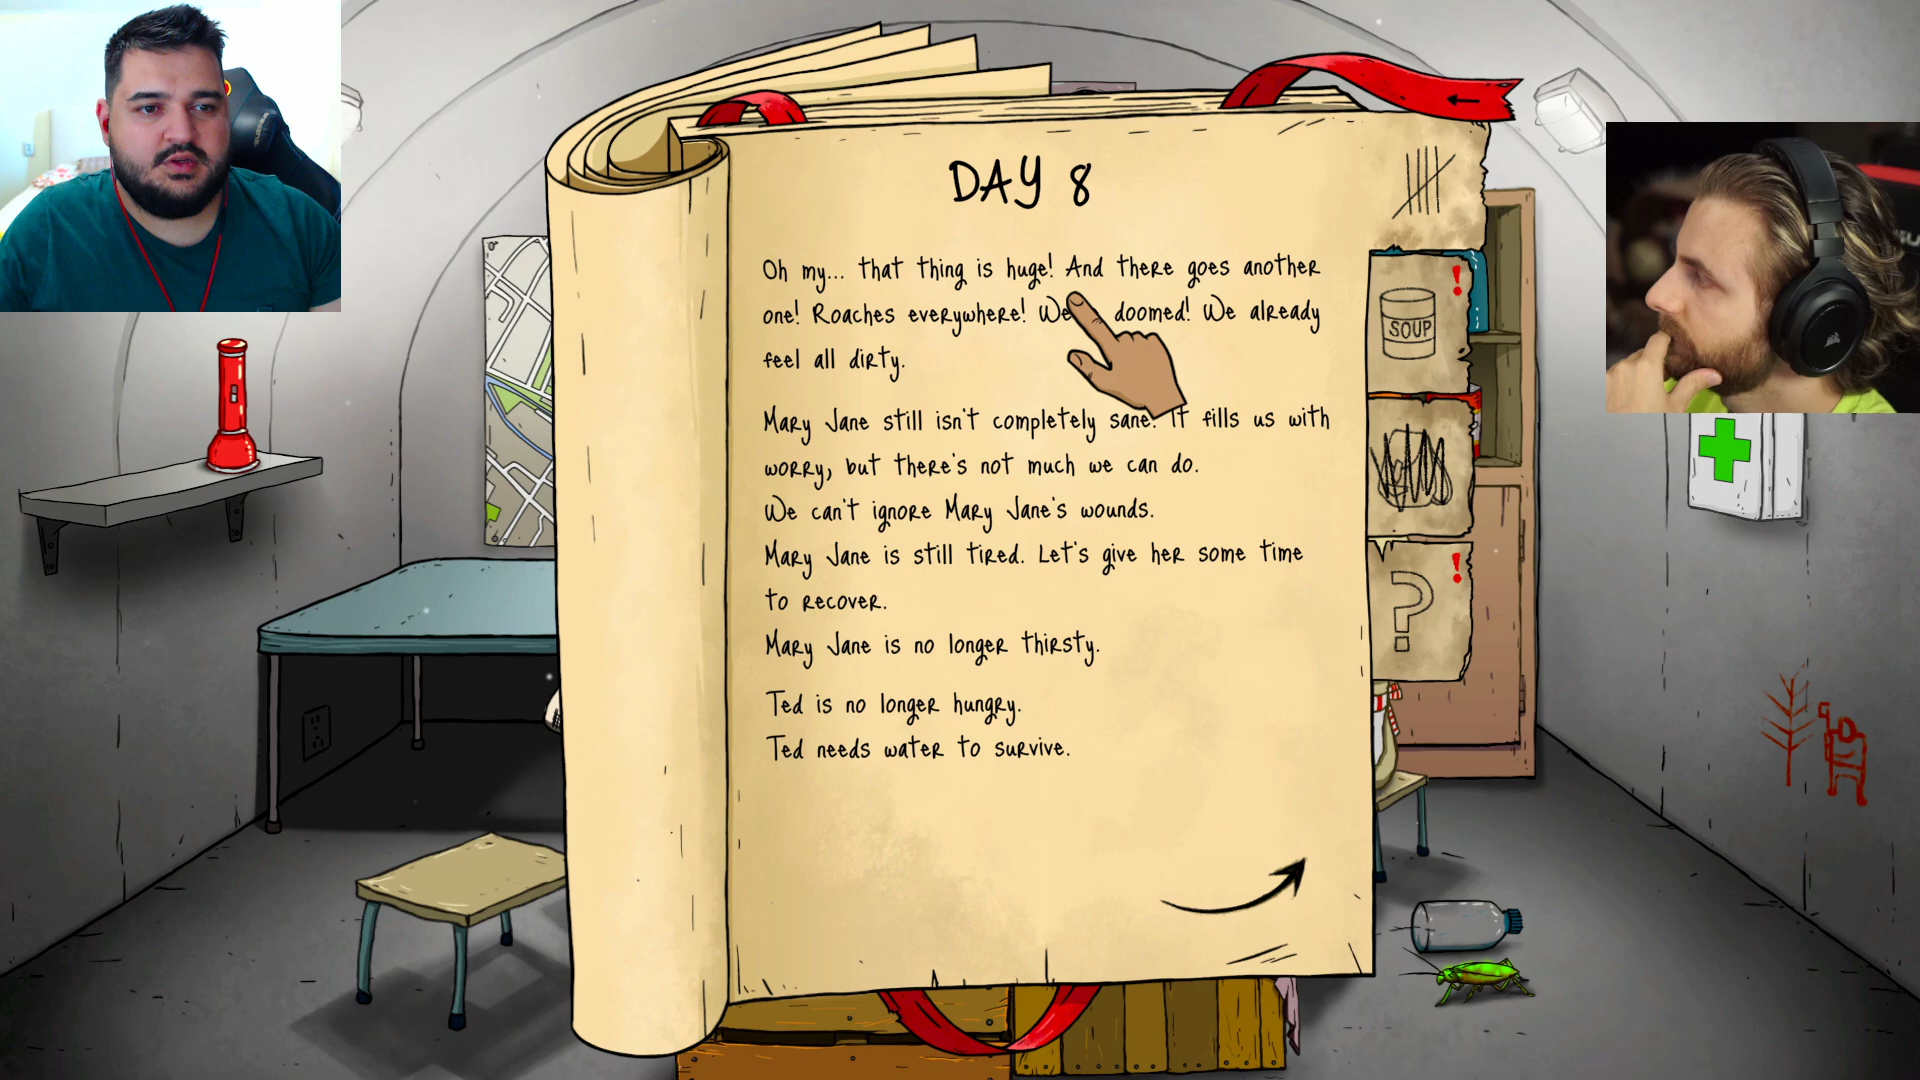 DAY 8
Oh my... that thing is huge! And there goes another
one! Roaches everywhere! We doomed! We already
feel all dirty.
Mary Jane still isn't completely sane. It fills us with
worry, but there's not much we can do.
We can't ignore Mary Jane's wounds.
Mary Jane is still tired. Let's give her some time
to recover.
Mary Jane is no longer thirsty.
Ted is no longer hungry.
Ted needs water to survive.
!
SOUP
!
?